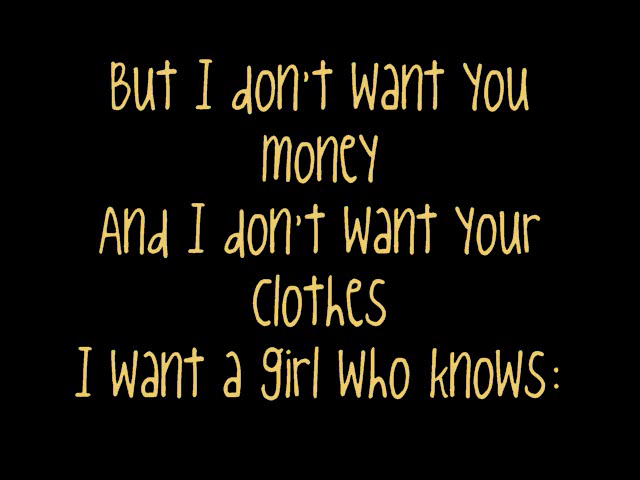 But I don't want you
money
And I don't want your
clothes
I want a girl who knows: